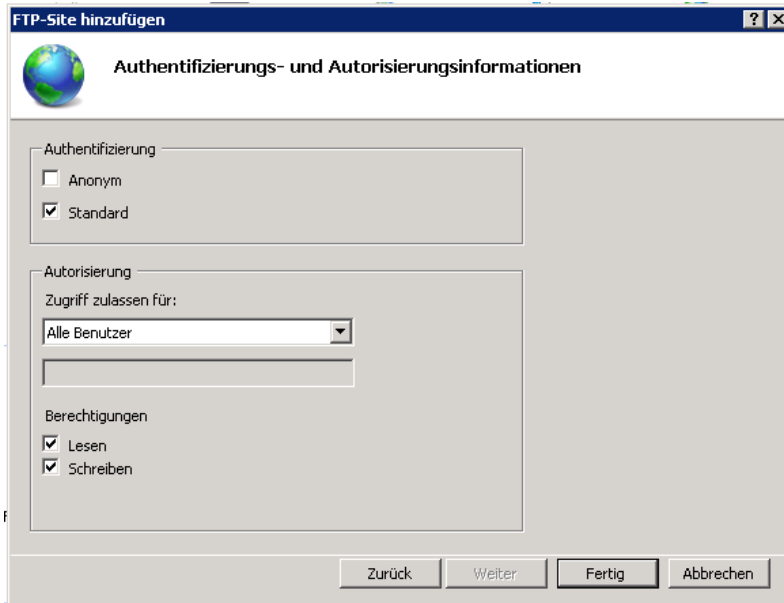 FTP-Site hinzufügen
Authentifizierungs- und Autorisierungsinformationen
Authentifizierung
Anonym
Standard
Autorisierung
Zugriff zulassen für:
Alle Benutzer
Berechtigungen
Lesen
Schreiben
Zurück Weiter Fertig Abbrechen